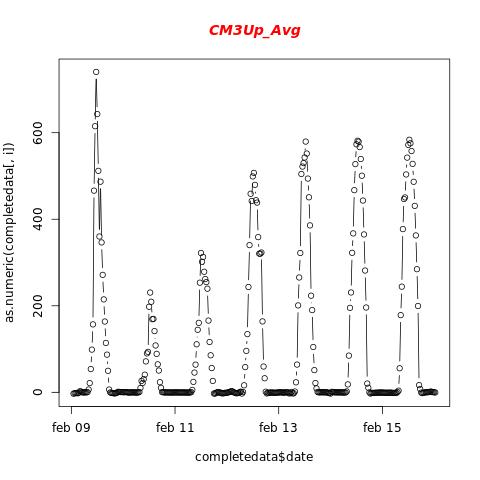 CM3Up_Avg
as.numeric(completedata[, i])
600
400
200
0
feb 09
feb 11
feb 13
feb 15
completedata$date